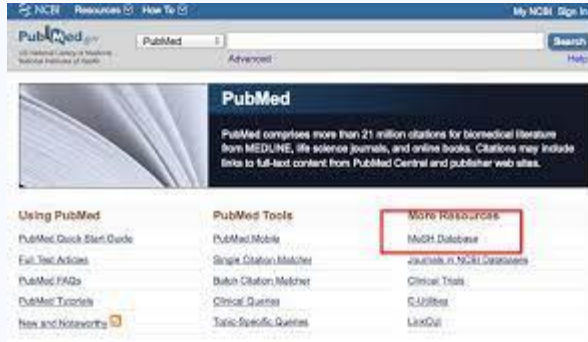 NCBI Resources How To My NCBI Sign In
PubMed.gov PubMed Search
US National Library of Medicine
National Institutes of Health Advanced Help
PubMed
PubMed comprises more than 21 million citations for biomedical literature
from MEDLINE, life science journals, and online books. Citations may include
links to full-text content from PubMed Central and publisher web sites.
Using PubMed PubMed Tools More Resources
PubMed Quick Start Guide PubMed Mobile MeSH Database
Full Text Articles Single Citation Matcher Journals in NCBI Databases
PubMed FAQs Batch Citation Matcher Clinical Trials
PubMed Tutorials Clinical Queries E-Utilities
New and Noteworthy Topic-Specific Queries LinkOut